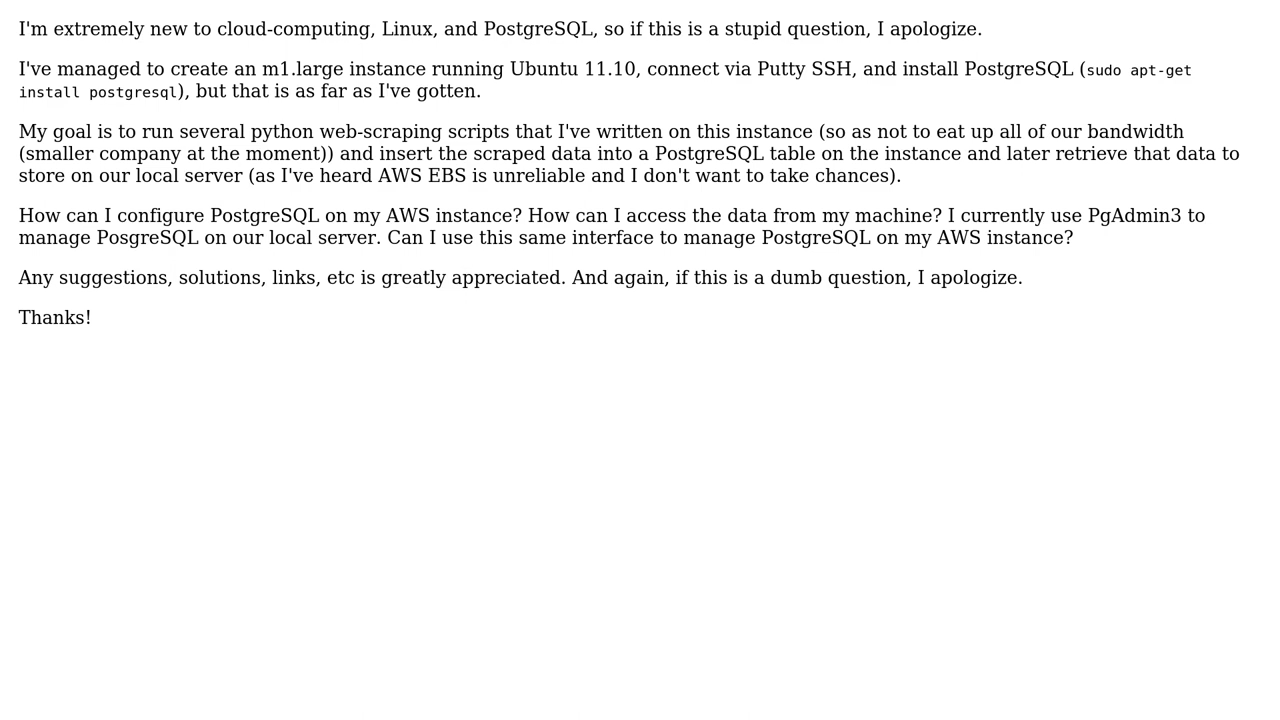 I'm extremely new to cloud-computing, Linux, and PostgreSQL, so if this is a stupid question, I apologize.
I've managed to create an m1.large instance running Ubuntu 11.10, connect via Putty SSH, and install PostgreSQL (sudo apt-get
install postgresql), but that is as far as I've gotten.
My goal is to run several python web-scraping scripts that I've written on this instance (so as not to eat up all of our bandwidth
(smaller company at the moment)) and insert the scraped data into a PostgreSQL table on the instance and later retrieve that data to
store on our local server (as I've heard AWS EBS is unreliable and I don't want to take chances).
How can I configure PostgreSQL on my AWS instance? How can I access the data from my machine? I currently use PgAdmin3 to
manage PosgreSQL on our local server. Can I use this same interface to manage PostgreSQL on my AWS instance?
Any suggestions, solutions, links, etc is greatly appreciated. And again, if this is a dumb question, I apologize.
Thanks!